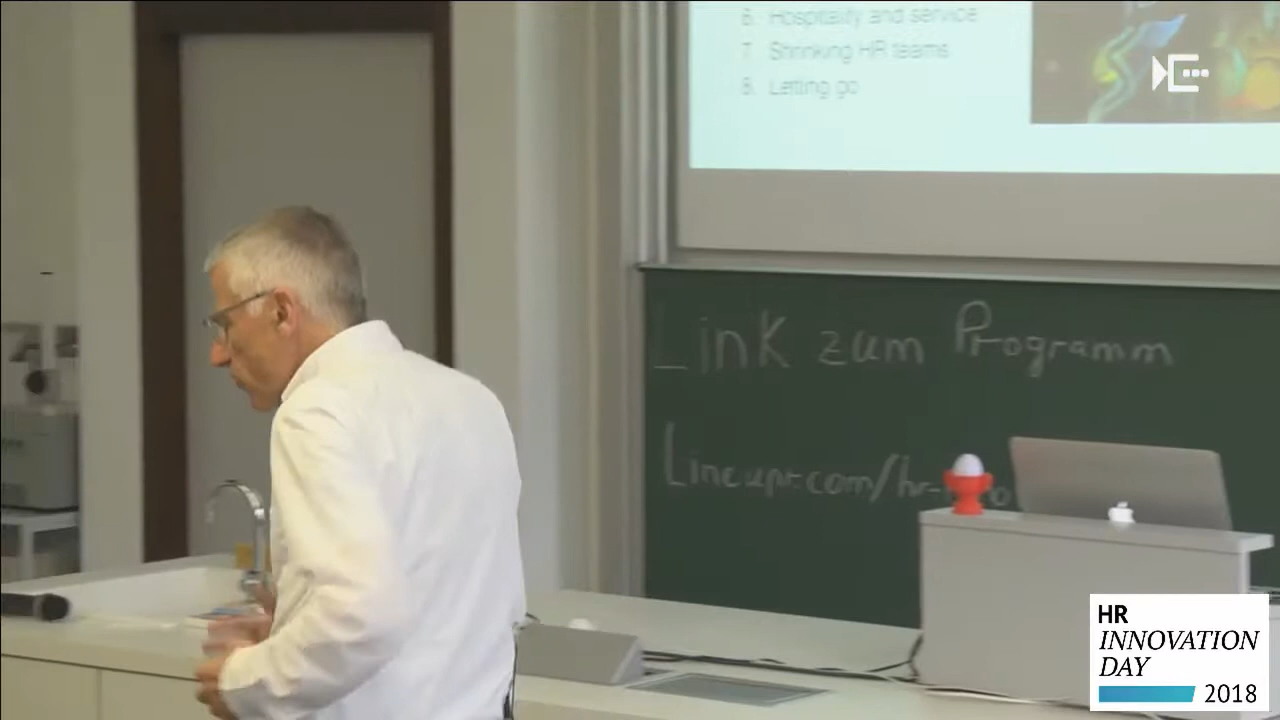 6. Hospitality and service
7. Shrinking HR teams
8. Letting go
Link zum Programm
Lineupr.com/hr-
HR
INNOVATION
DAY
2018